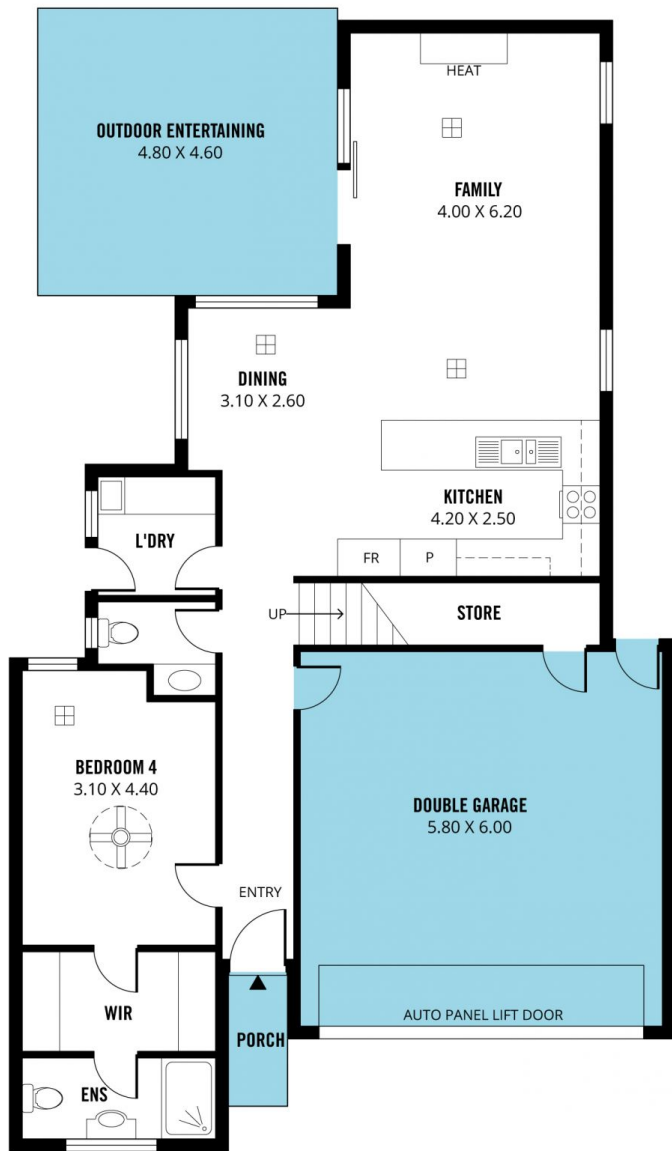 HEAT
OUTDOOR ENTERTAINING
4.80 X 4.60
FAMILY
4.00 X 6.20
DINING
3.10 X 2.60
KITCHEN
4.20 X 2.50
L'DRY
FR
P
UP
STORE
BEDROOM 4
3.10 X 4.40
DOUBLE GARAGE
5.80 X 6.00
ENTRY
WIR
AUTO PANEL LIFT DOOR
PORCH
ENS